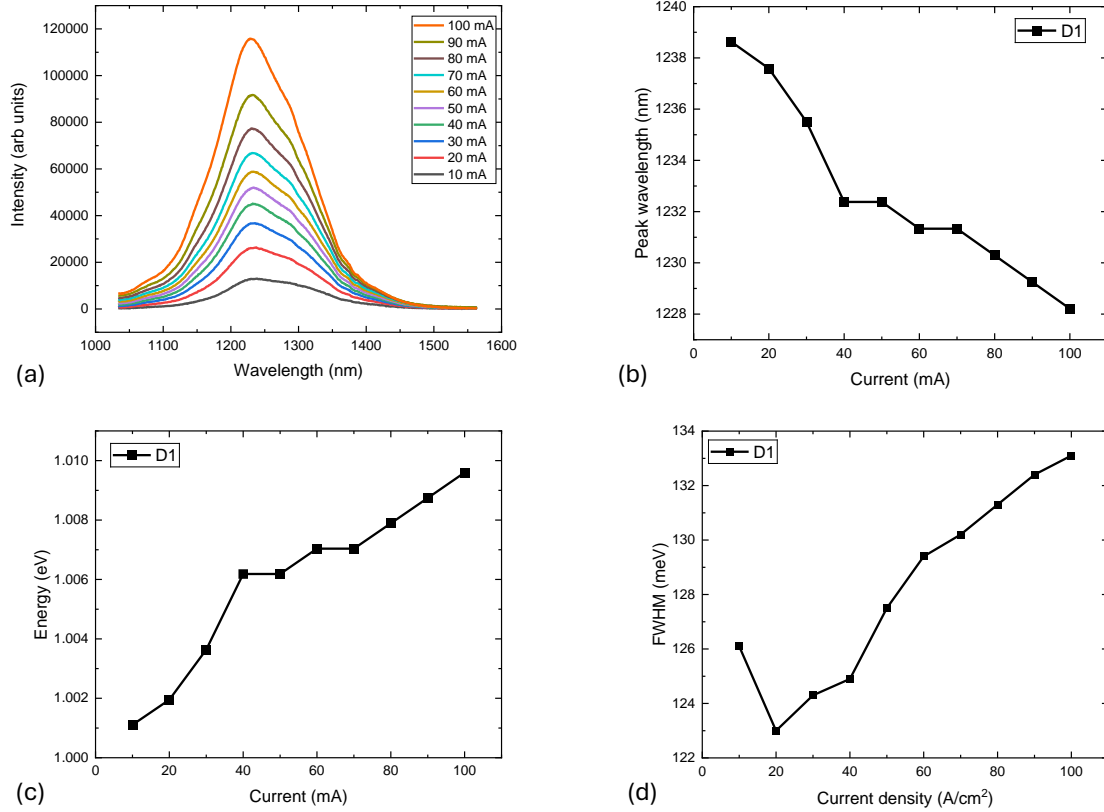 120000
100000
80000
60000
40000
20000
0
Intensity (arb units)
100 mA
90 mA
80 mA
70 mA
60 mA
50 mA
40 mA
30 mA
20 mA
10 mA
1000 1100 1200 1300 1400 1500 1600
Wavelength (nm)
(a)
1240
1238
1236
1234
1232
1230
1228
Peak wavelength (nm)
D1
0 20 40 60 80 100
Current (mA)
(b)
1.010
1.008
1.006
1.004
1.002
1.000
Energy (eV)
D1
0 20 40 60 80 100
Current (mA)
(c)
134
132
130
128
126
124
122
FWHM (meV)
D1
0 20 40 60 80 100
Current density (A/cm²)
(d)